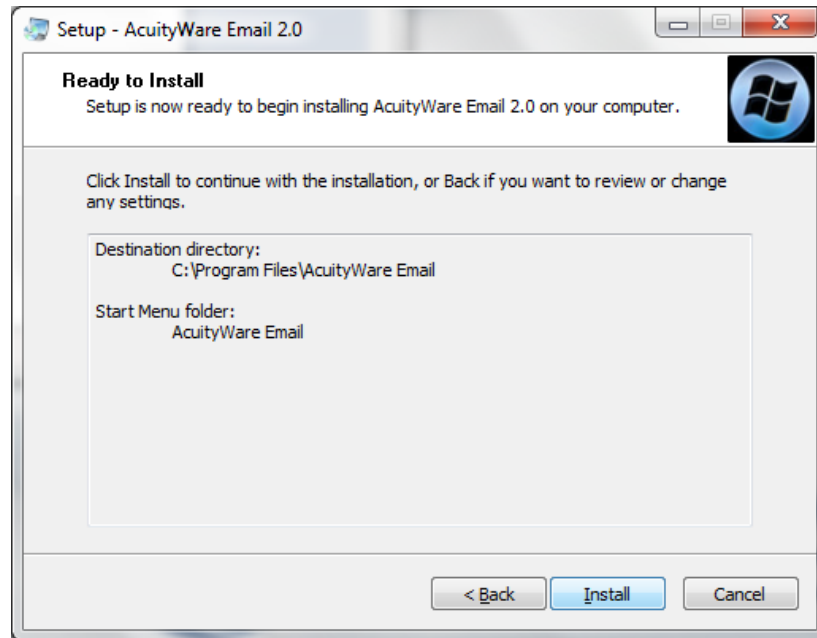 Setup - AcuityWare Email 2.0
Ready to Install
Setup is now ready to begin installing AcuityWare Email 2.0 on your computer.
Click Install to continue with the installation, or Back if you want to review or change
any settings.
Destination directory:
C:\Program Files\AcuityWare Email
Start Menu folder:
AcuityWare Email
< Back
Install
Cancel